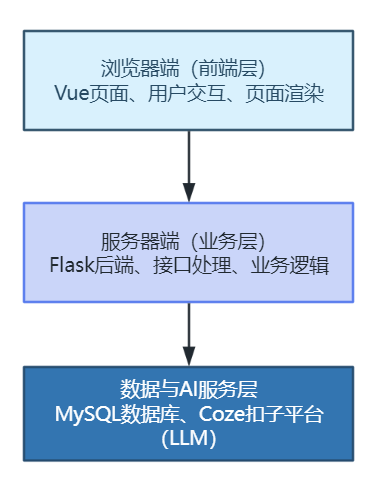 浏览器端（前端层）
Vue页面、用户交互、页面渲染
服务器端（业务层）
Flask后端、接口处理、业务逻辑
数据与AI服务层
MySQL数据库、Coze扣子平台
（LLM）